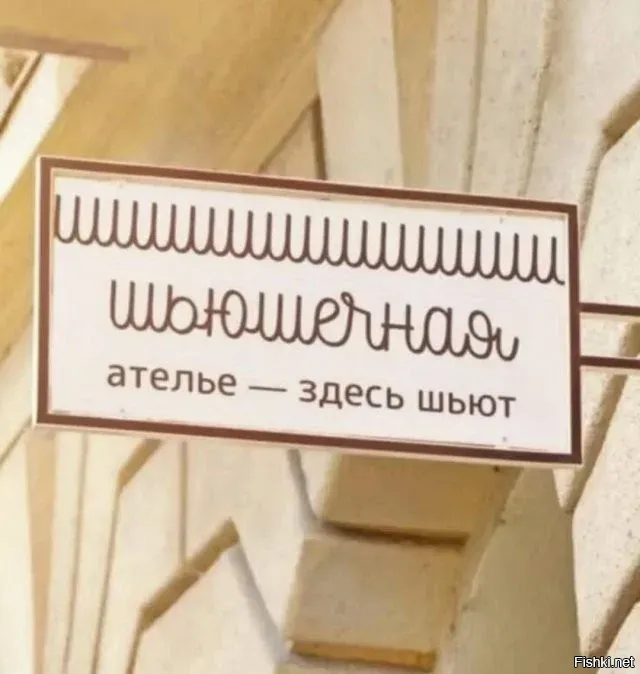 шьюшечная
ателье — здесь шьют
Fishki.net